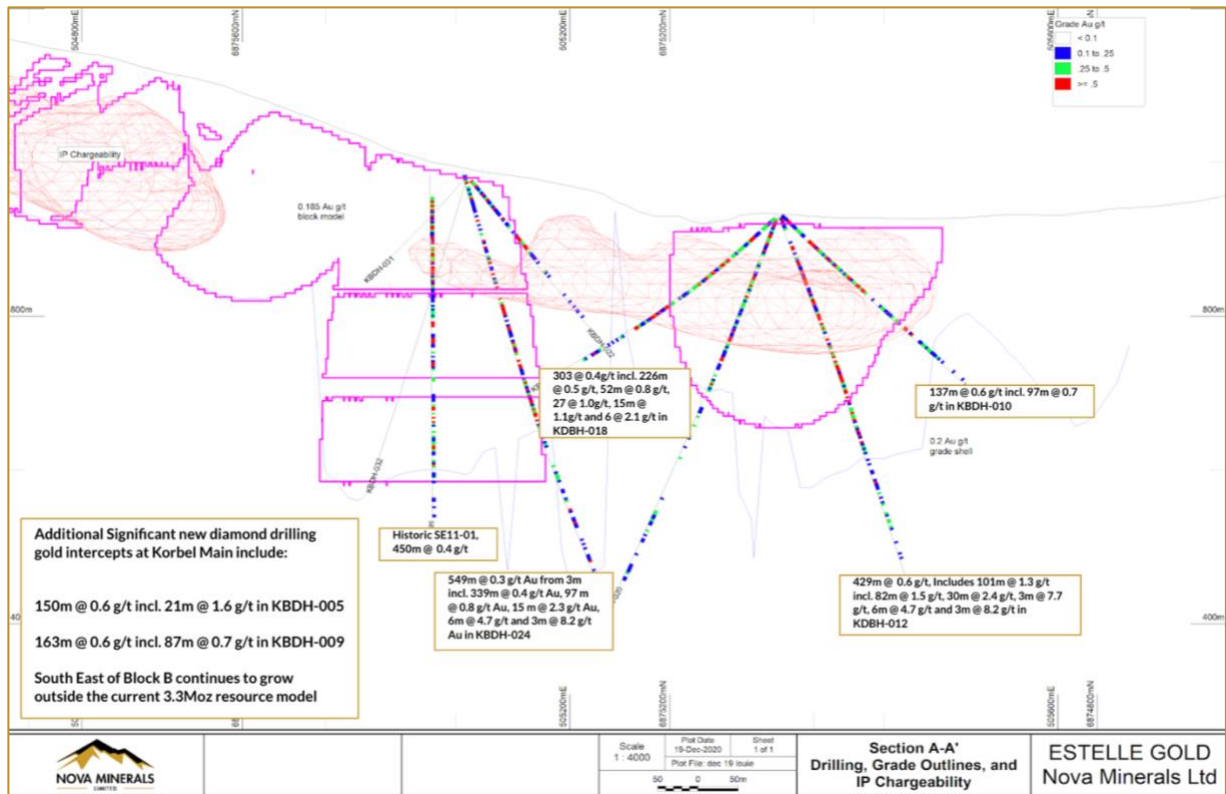 504800mE
6875600mN
505200mE
6875200mN
505600mE
6874800mN
Grade Au g/t
< 0.1
0.1 to .25
.25 to .5
>= .5
IP Chargeability
0.185 Au g/t
block model
KBDH-031
800m
800m
KBDH-022
303 @ 0.4g/t incl. 226m
@ 0.5 g/t, 52m @ 0.8 g/t,
27 @ 1.0g/t, 15m @
1.1g/t and 6 @ 2.1 g/t in
KDBH-018
137m @ 0.6 g/t incl. 97m @ 0.7
g/t in KBDH-010
0.2 Au g/t
grade shell
KBDH-032
Additional Significant new diamond drilling
gold intercepts at Korbel Main include:
150m @ 0.6 g/t incl. 21m @ 1.6 g/t in KBDH-005
163m @ 0.6 g/t incl. 87m @ 0.7 g/t in KBDH-009
South East of Block B continues to grow
outside the current 3.3Moz resource model
Historic SE11-01,
450m @ 0.4 g/t
549m @ 0.3 g/t Au from 3m
incl. 339m @ 0.4 g/t Au, 97 m
@ 0.8 g/t Au, 15 m @ 2.3 g/t Au,
6m @ 4.7 g/t and 3m @ 8.2 g/t
Au in KBDH-024
429m @ 0.6 g/t, Includes 101m @ 1.3 g/t
incl. 82m @ 1.5 g/t, 30m @ 2.4 g/t, 3m @ 7.7
g/t, 6m @ 4.7 g/t and 3m @ 8.2 g/t in
KDBH-012
400m
505200mE
6875200mN
505600mE
6874800mN
NOVA MINERALS
LIMITED
Scale
1 : 4000
Plot Date
19-Dec-2020
Sheet
1 of 1
Plot File: dec 19 louie
50 0 50m
Section A-A'
Drilling, Grade Outlines, and
IP Chargeability
ESTELLE GOLD
Nova Minerals Ltd